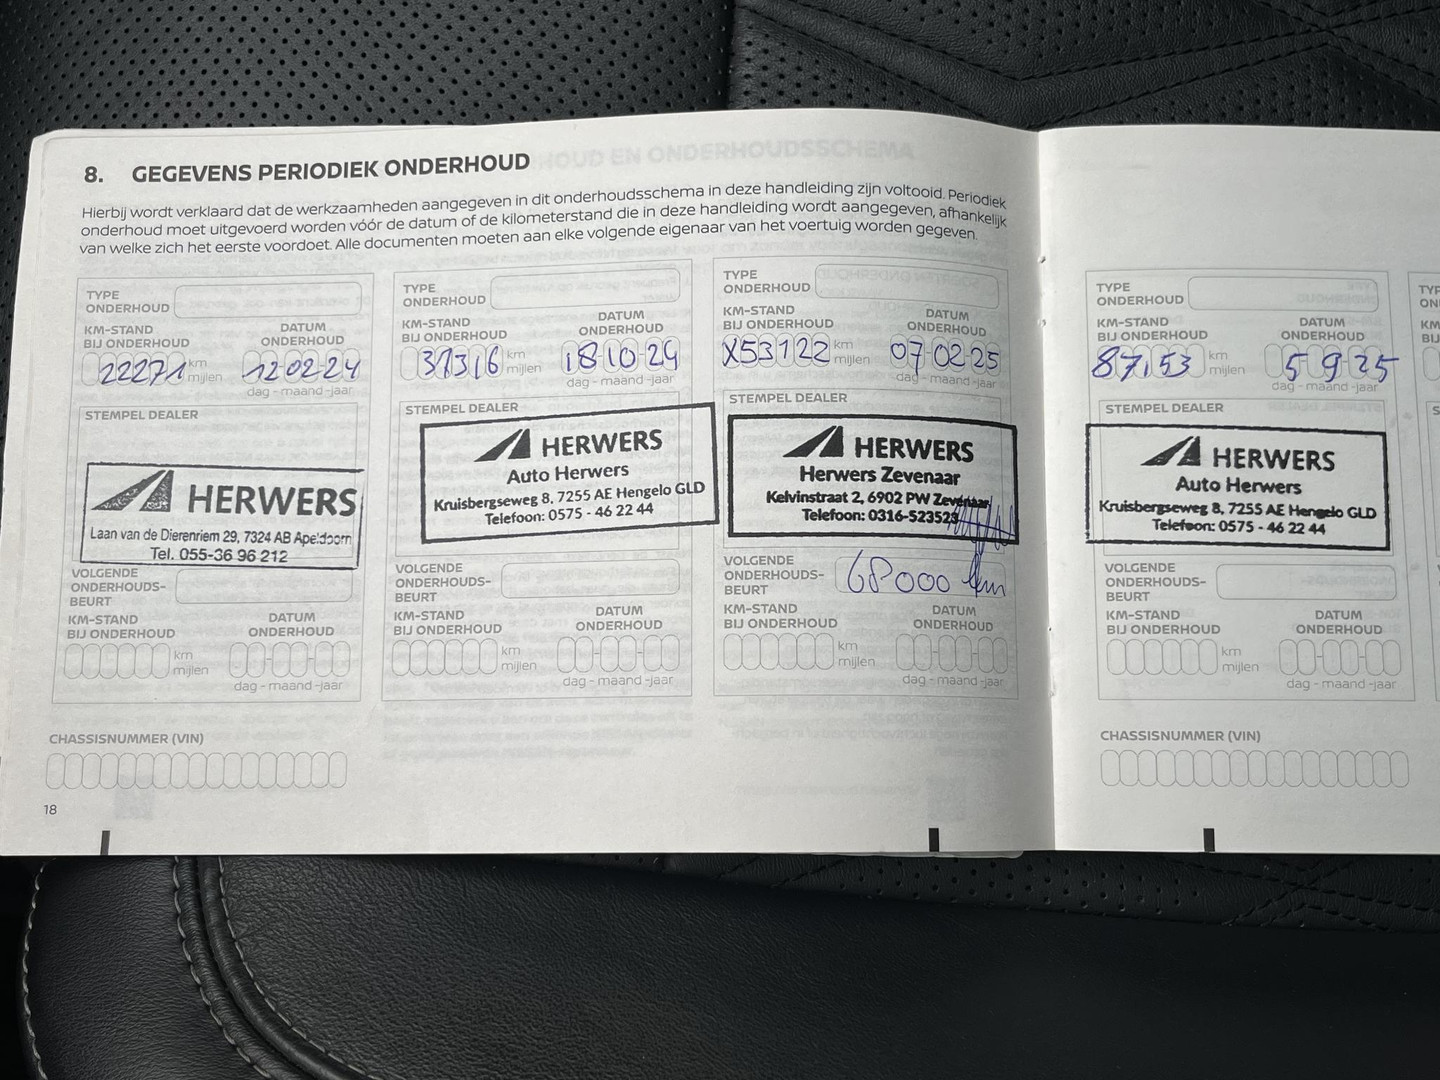 8. GEGEVENS PERIODIEK ONDERHOUD
Hierbij wordt verklaard dat de werkzaamheden aangegeven in dit onderhoudsschema in deze handleiding zijn voltooid. Periodiek
onderhoud moet uitgevoerd worden vóór de datum of de kilometerstand die in deze handleiding wordt aangegeven, afhankelijk
van welke zich het eerste voordoet. Alle documenten moeten aan elke volgende eigenaar van het voertuig worden gegeven.
TYPE
ONDERHOUD
KM-STAND
BIJ ONDERHOUD
DATUM
ONDERHOUD
22271 km
mijlen
12 02 24
dag - maand -jaar
STEMPEL DEALER
HERWERS
Laan van de Dierenriem 29, 7324 AB Apeldoorn
Tel. 055-36 96 212
VOLGENDE
ONDERHOUDS-
BEURT
KM-STAND
BIJ ONDERHOUD
DATUM
ONDERHOUD
km
mijlen
dag - maand -jaar
CHASSISNUMMER (VIN)
18
TYPE
ONDERHOUD
KM-STAND
BIJ ONDERHOUD
DATUM
ONDERHOUD
37316 km
mijlen
18-10-24
dag - maand -jaar
STEMPEL DEALER
HERWERS
Auto Herwers
Kruisbergseweg 8, 7255 AE Hengelo GLD
Telefoon: 0575 - 46 22 44
VOLGENDE
ONDERHOUDS-
BEURT
KM-STAND
BIJ ONDERHOUD
DATUM
ONDERHOUD
km
mijlen
dag - maand -jaar
TYPE
ONDERHOUD
KM-STAND
BIJ ONDERHOUD
DATUM
ONDERHOUD
X53122 km
mijlen
07-02-25
dag - maand -jaar
STEMPEL DEALER
HERWERS
Herwers Zevenaar
Kelvinstraat 2, 6902 PW Zevenaar
Telefoon: 0316-523523
VOLGENDE
ONDERHOUDS-
BEURT
68000 km
KM-STAND
BIJ ONDERHOUD
DATUM
ONDERHOUD
km
mijlen
dag - maand -jaar
TYPE
ONDERHOUD
KM-STAND
BIJ ONDERHOUD
DATUM
ONDERHOUD
87153 km
mijlen
5 9 25
dag - maand -jaar
STEMPEL DEALER
HERWERS
Auto Herwers
Kruisbergseweg 8, 7255 AE Hengelo GLD
Telefoon: 0575 - 46 22 44
VOLGENDE
ONDERHOUDS-
BEURT
KM-STAND
BIJ ONDERHOUD
DATUM
ONDERHOUD
km
mijlen
dag - maand -jaar
CHASSISNUMMER (VIN)